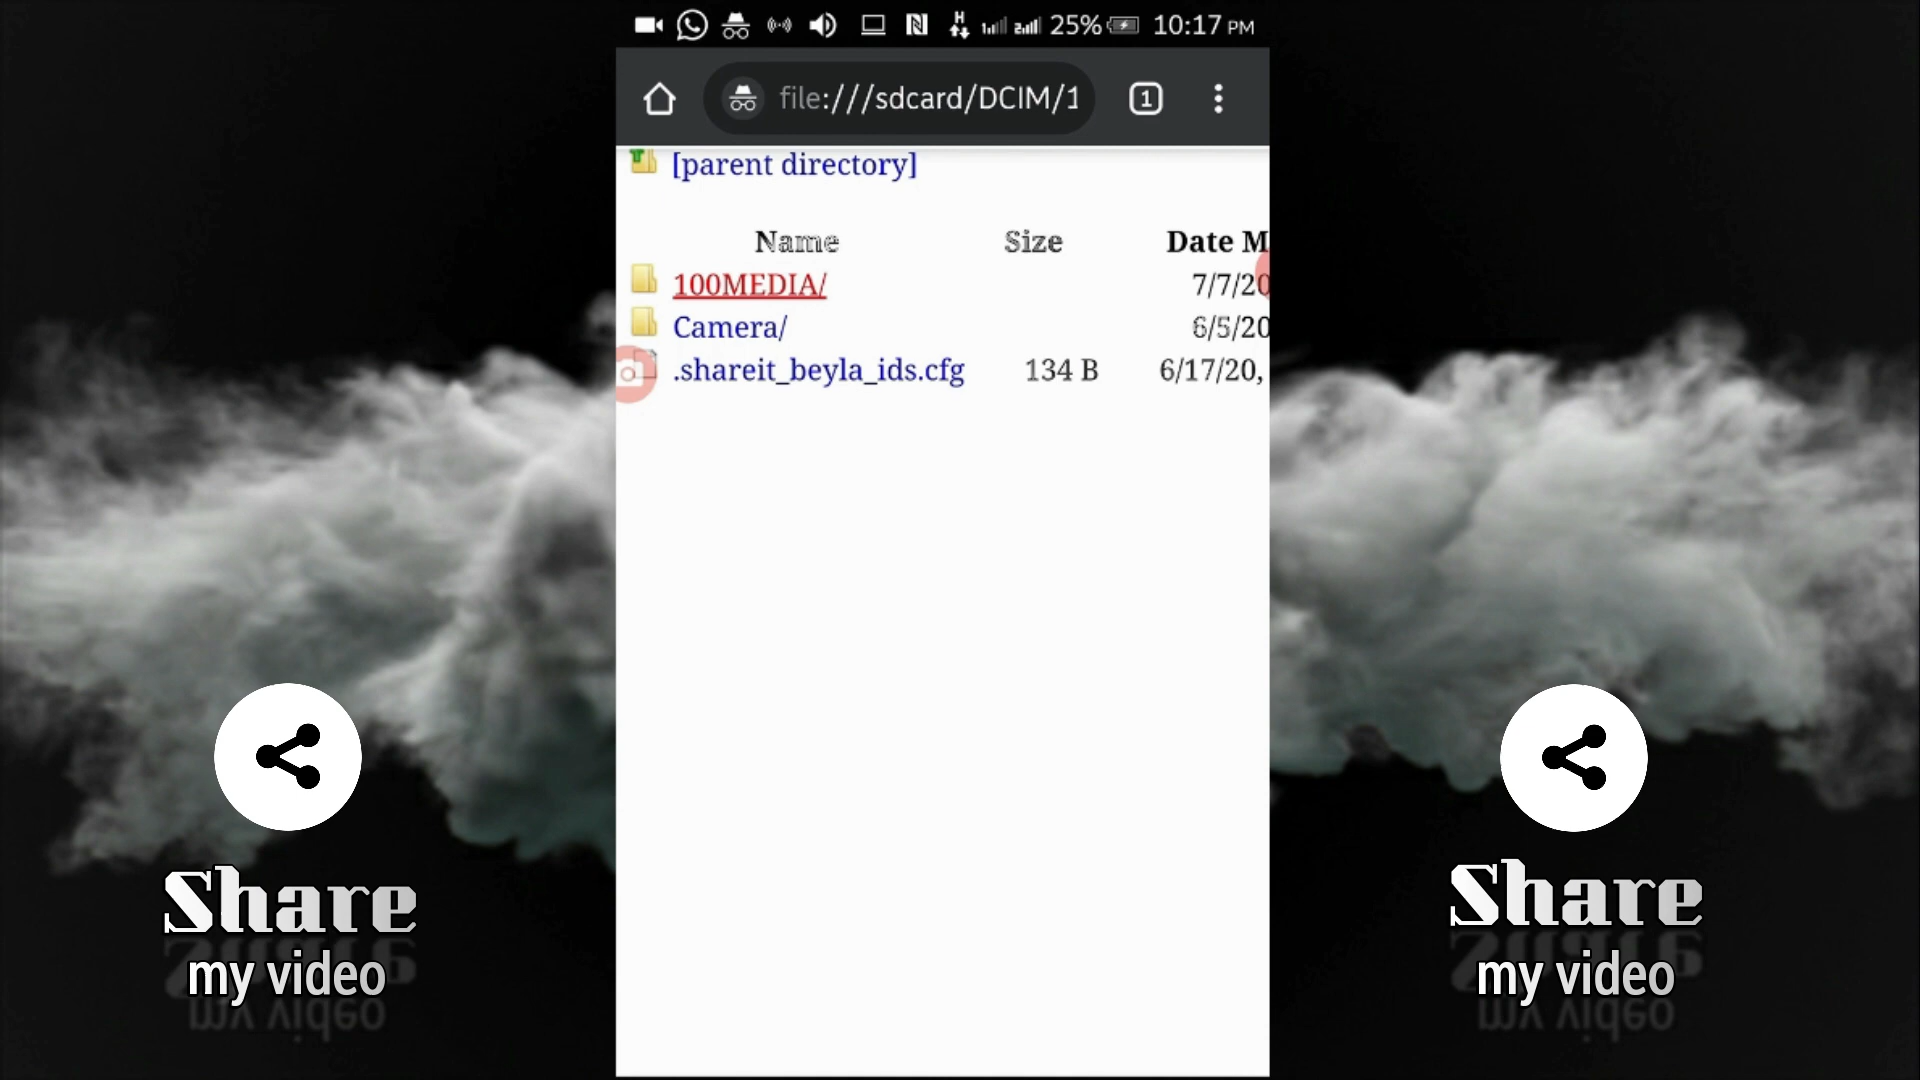 25% 10:17 PM
file:///sdcard/DCIM/1
1
[parent directory]
Name Size Date M
100MEDIA/ 7/7/20
Camera/ 6/5/20
.shareit_beyla_ids.cfg 134 B 6/17/20,
Share
my video
Share
my video